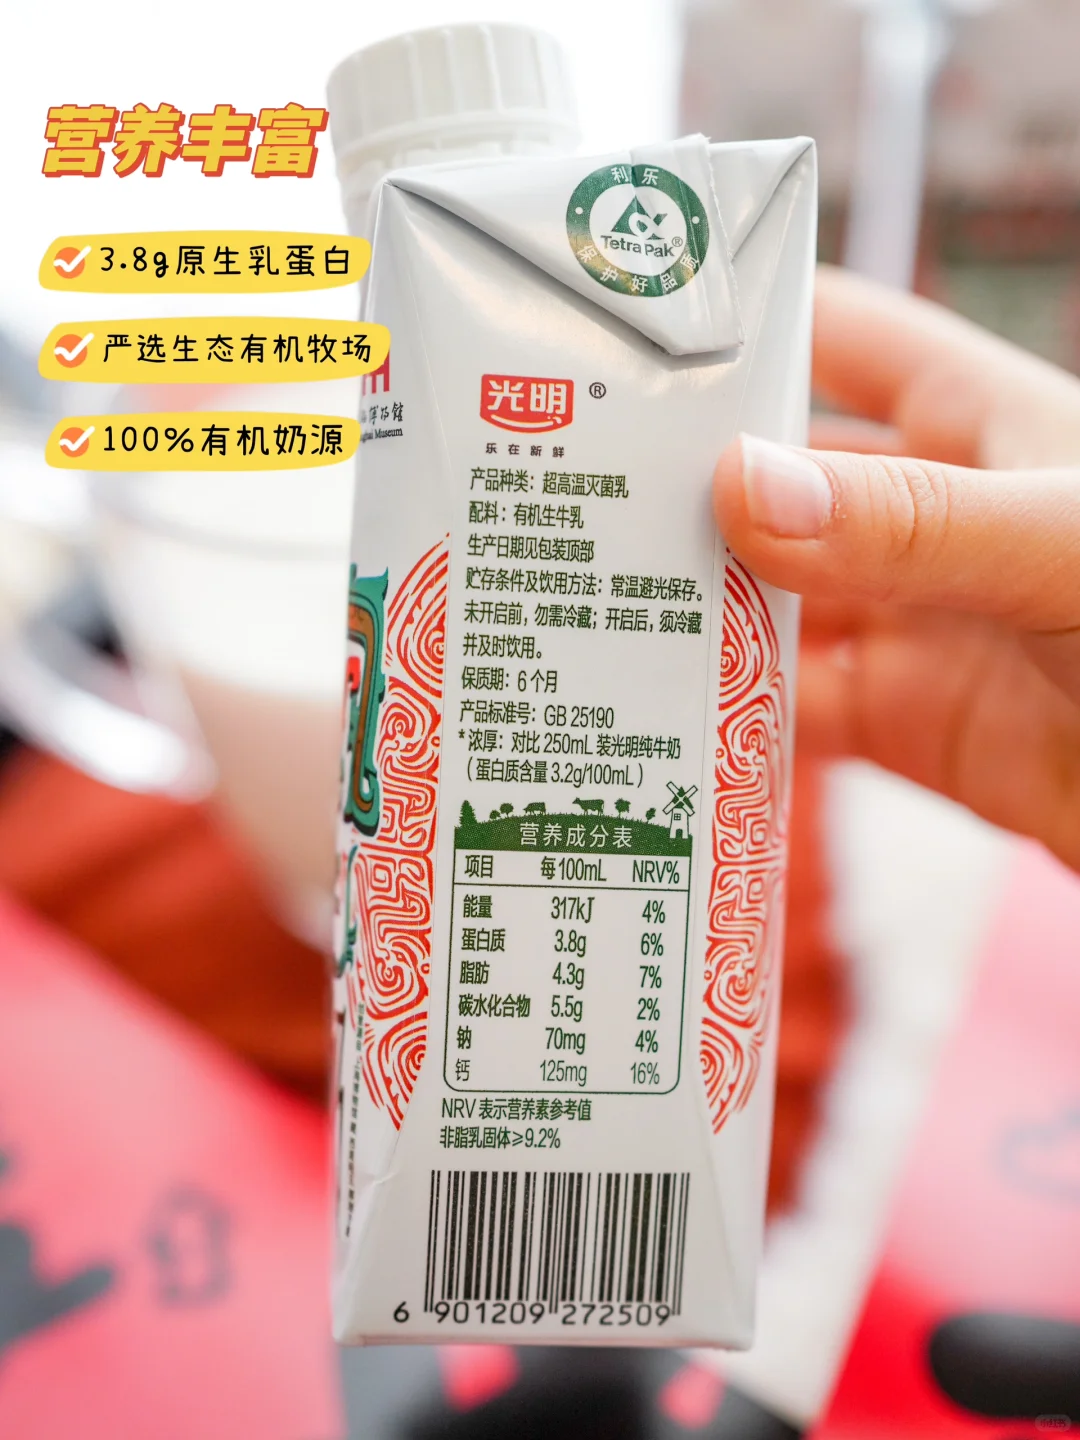 营养丰富
3.8g原生乳蛋白
严选生态有机牧场
100%有机奶源
利乐
Tetra Pak®
保护好品质
光明®
乐在新鲜
产品种类：超高温灭菌乳
配料：有机生牛乳
生产日期见包装顶部
贮存条件及饮用方法：常温避光保存。
未开启前，勿需冷藏；开启后，须冷藏
并及时饮用。
保质期：6个月
产品标准号：GB 25190
*浓厚：对比 250mL 装光明纯牛奶
（蛋白质含量 3.2g/100mL）
营养成分表
项目 每100mL NRV%
能量 317kJ 4%
蛋白质 3.8g 6%
脂肪 4.3g 7%
碳水化合物 5.5g 2%
钠 70mg 4%
钙 125mg 16%
NRV 表示营养素参考值
非脂乳固体≥9.2%
6 901209 272509
Museum